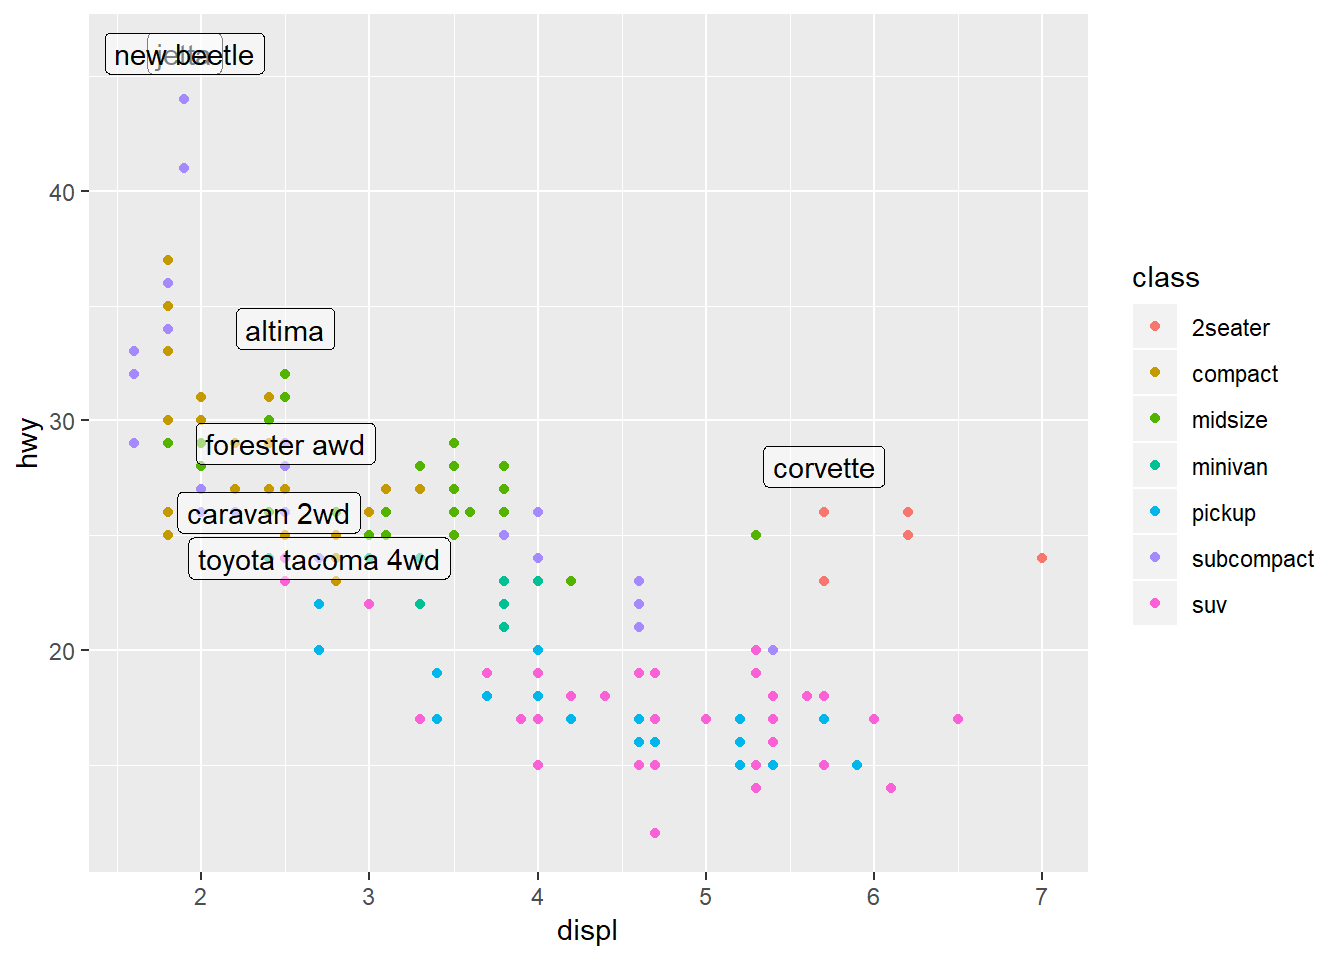 new beetle
jetta
altima
forester awd
corvette
caravan 2wd
toyota tacoma 4wd
40
30
20
hwy
2
3
4
5
6
7
displ
class
2seater
compact
midsize
minivan
pickup
subcompact
suv